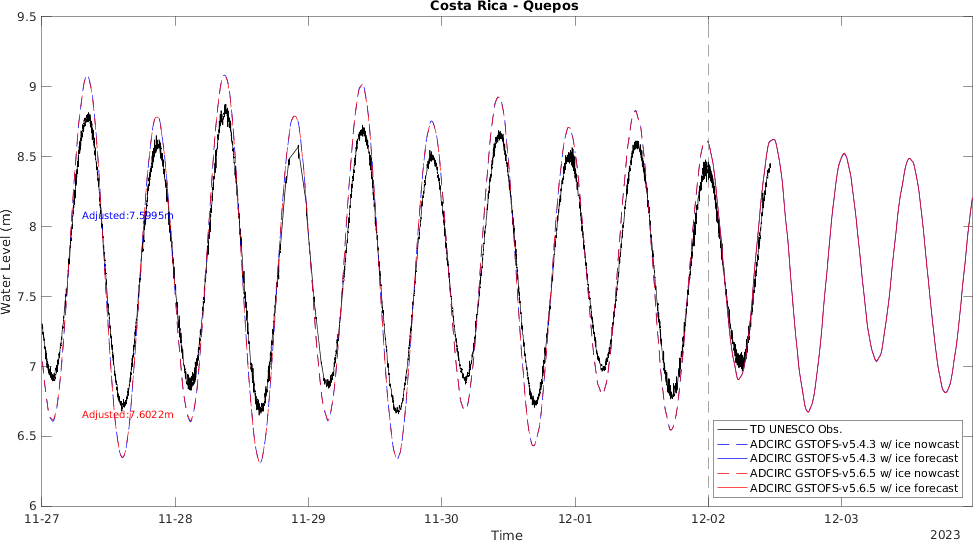 Costa Rica - Quepos
9.5
9
8.5
8
7.5
7
6.5
6
Water Level (m)
Adjusted:7.5995m
Adjusted:7.6022m
TD UNESCO Obs.
ADCIRC GSTOFS-v5.4.3 w/ ice nowcast
ADCIRC GSTOFS-v5.4.3 w/ ice forecast
ADCIRC GSTOFS-v5.6.5 w/ ice nowcast
ADCIRC GSTOFS-v5.6.5 w/ ice forecast
11-27 11-28 11-29 11-30 12-01 12-02 12-03
Time
2023